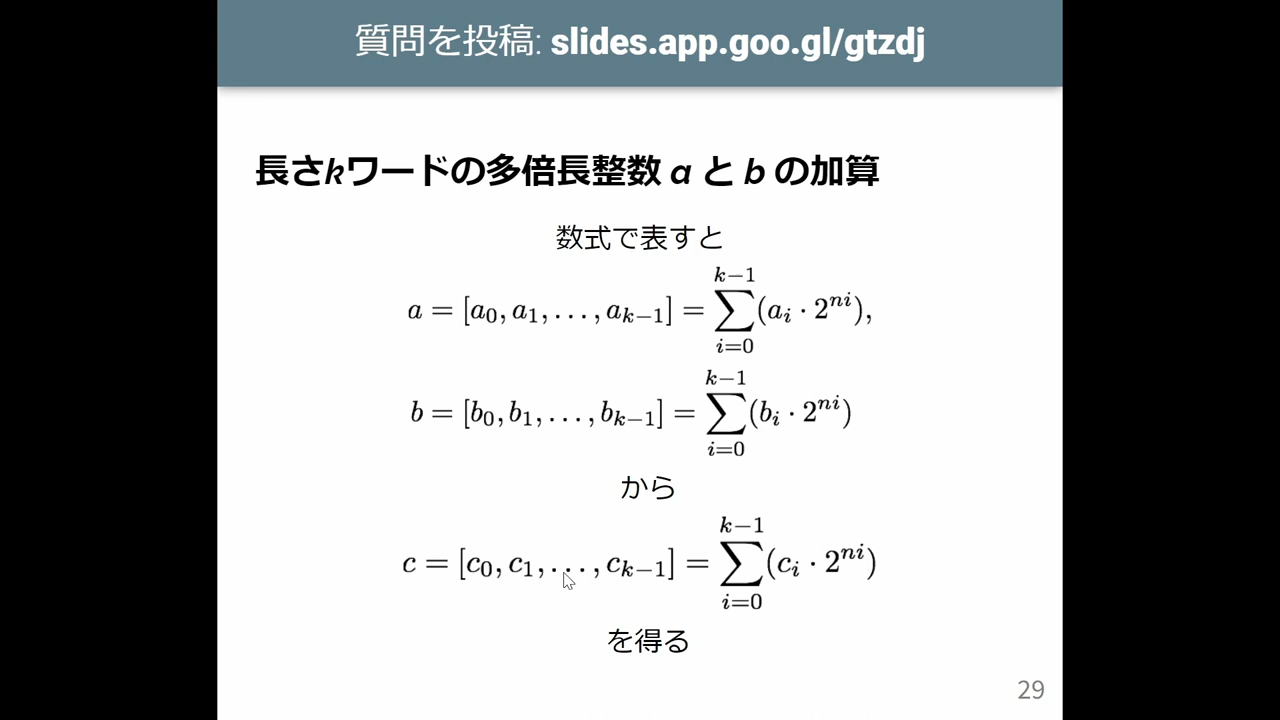 質問を投稿: slides.app.goo.gl/gtzdj
長さkワードの多倍長整数 a と b の加算
数式で表すと
a = [a_0, a_1, . . . , a_{k−1}] = \sum_{i=0}^{k−1} (a_i · 2^{ni}),
b = [b_0, b_1, . . . , b_{k−1}] = \sum_{i=0}^{k−1} (b_i · 2^{ni})
から
c = [c_0, c_1, . . . , c_{k−1}] = \sum_{i=0}^{k−1} (c_i · 2^{ni})
を得る
29